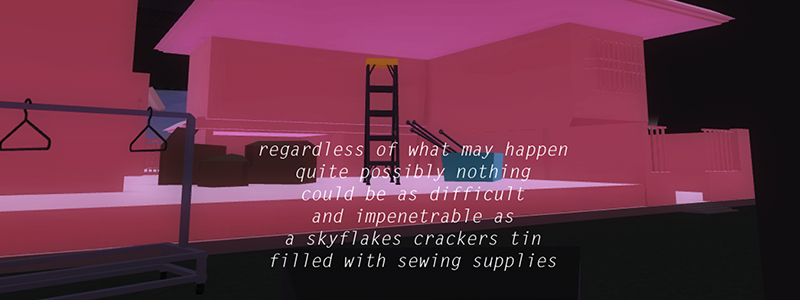 regardless of what may happen
quite possibly nothing
could be as difficult
and impenetrable as
a skyflakes crackers tin
filled with sewing supplies